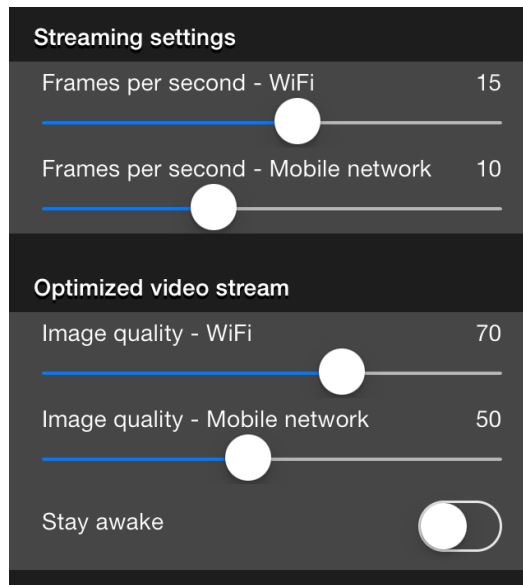 Streaming settings
Frames per second - WiFi 15
Frames per second - Mobile network 10
Optimized video stream
Image quality - WiFi 70
Image quality - Mobile network 50
Stay awake